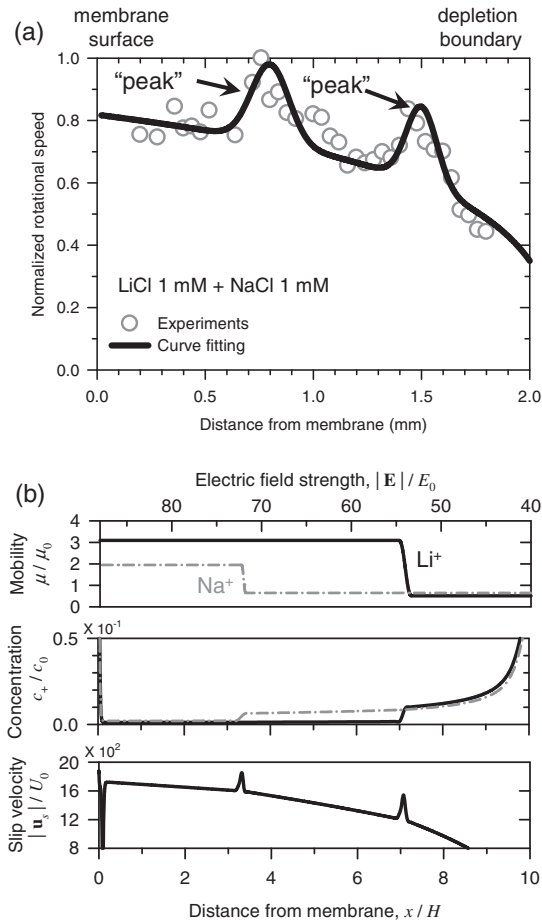 (a)
membrane surface
depletion boundary
1.0
0.8
0.6
0.4
0.2
0.0
Normalized rotational speed
"peak"
"peak"
LiCl 1 mM + NaCl 1 mM
Experiments
Curve fitting
0.0 0.5 1.0 1.5 2.0
Distance from membrane (mm)
(b)
Electric field strength, | E | / E0
80 70 60 50 40
Mobility
μ / μ0
4
3
2
1
0
Na+
Li+
X 10-1
Concentration
c+ / c0
0.5
0.0
X 102
Slip velocity
| us | / U0
20
16
12
8
0 2 4 6 8 10
Distance from membrane, x / H